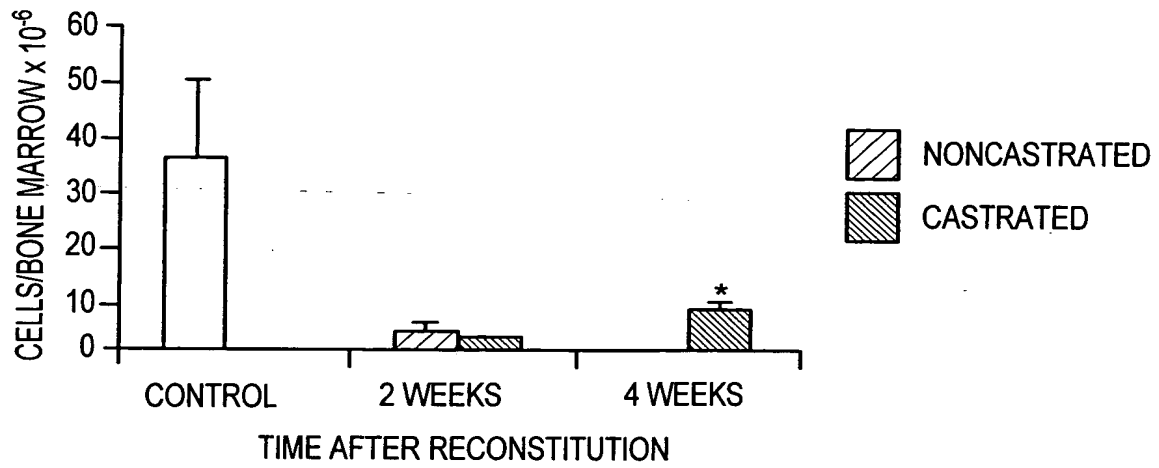 CELLS/BONE MARROW x 10-6
60
50
40
30
20
10
0
*
CONTROL
2 WEEKS
4 WEEKS
TIME AFTER RECONSTITUTION
NONCASTRATED
CASTRATED